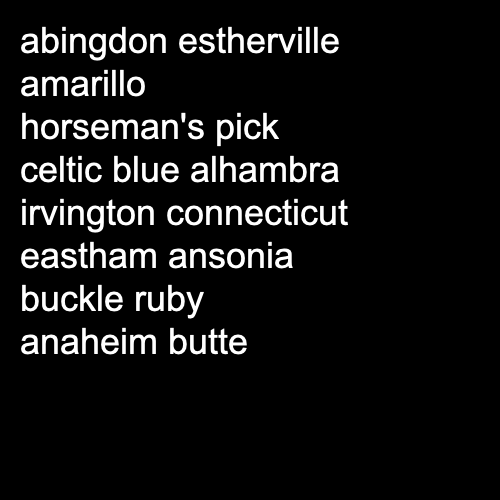 abingdon estherville
amarillo
horseman's pick
celtic blue alhambra
irvington connecticut
eastham ansonia
buckle ruby
anaheim butte